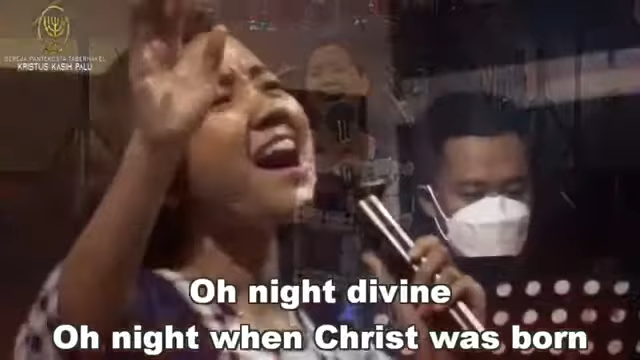 GEREJA PANTEKOSTA TABERNAKEL
KRISTUS KASIH PALU
Oh night divine
Oh night when Christ was born